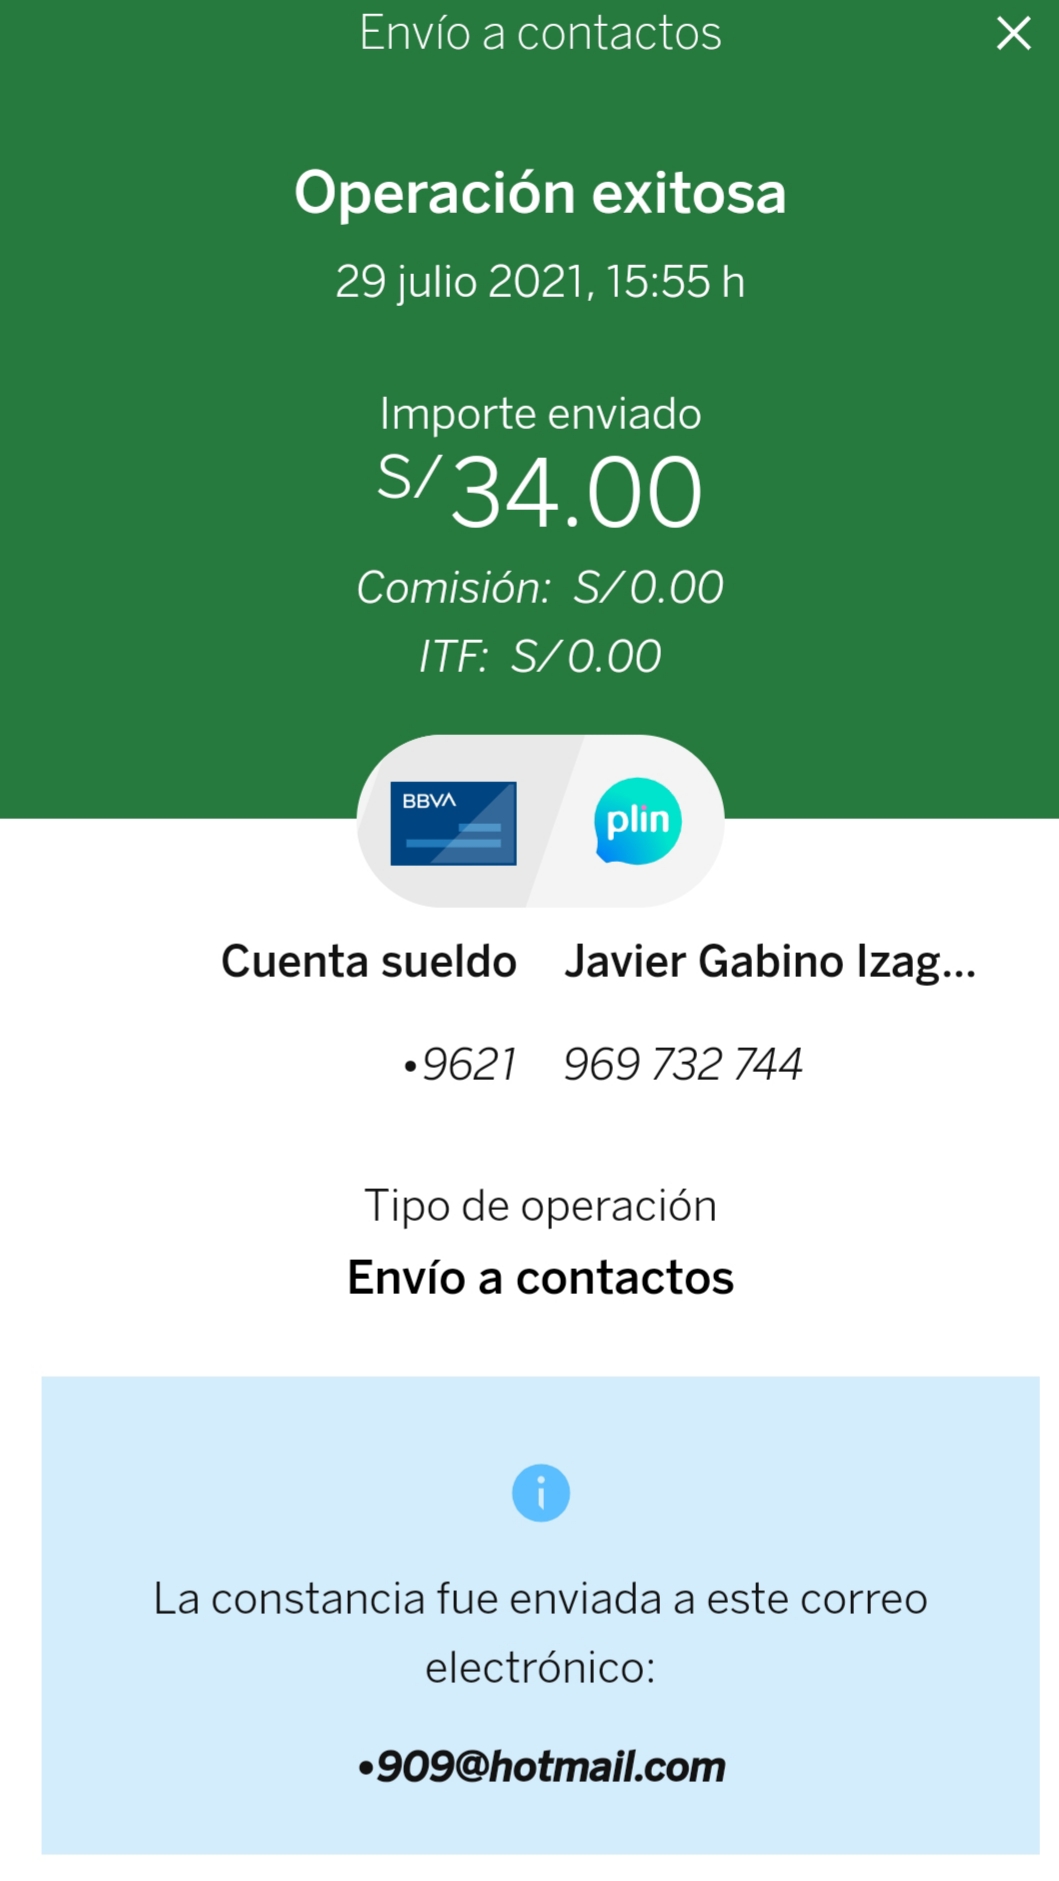 Envío a contactos
Operación exitosa
29 julio 2021, 15:55 h
Importe enviado
S/34.00
Comisión: S/0.00
ITF: S/0.00
BBVA
plin
Cuenta sueldo Javier Gabino Izag...
•9621 969 732 744
Tipo de operación
Envío a contactos
La constancia fue enviada a este correo
electrónico:
•909@hotmail.com